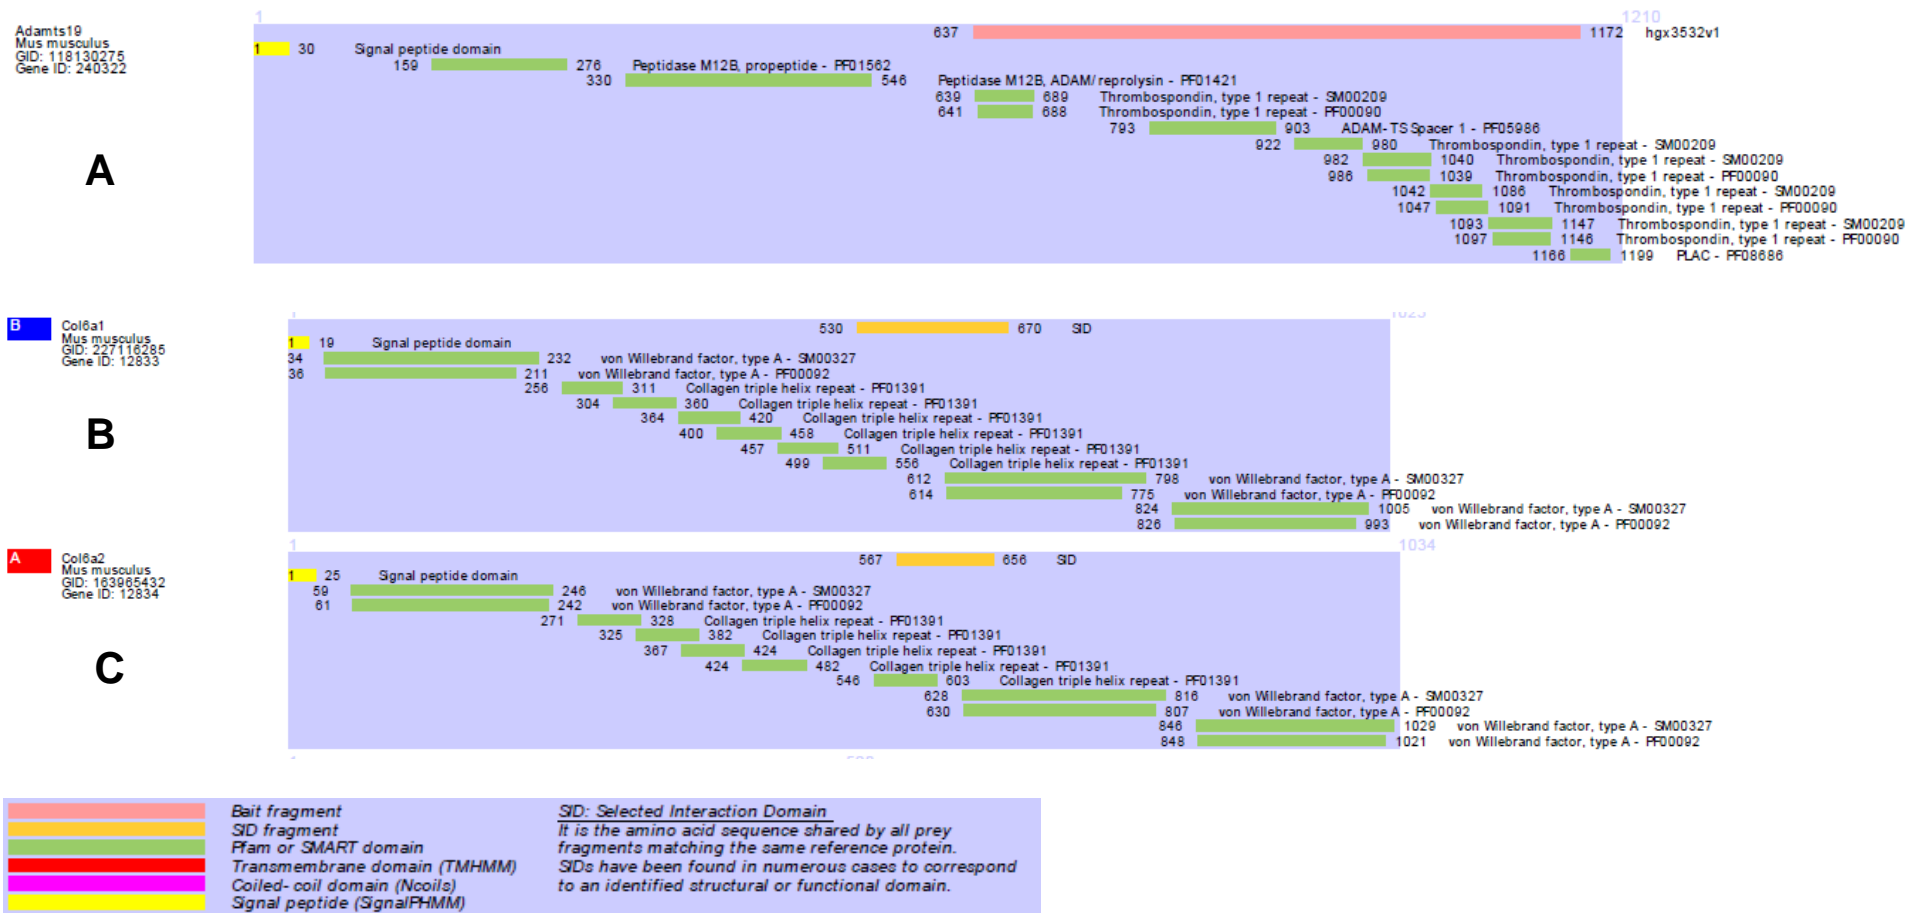 1
1210
Adamts19
Mus musculus
GID: 118130275
Gene ID: 240322
637 1172 hgx3532v1
1 30 Signal peptide domain
159 276 Peptidase M12B, propeptide - PF01562
330 546 Peptidase M12B, ADAM/reprolysin - PF01421
639 689 Thrombospondin, type 1 repeat - SM00209
641 688 Thrombospondin, type 1 repeat - PF00090
793 903 ADAM-TS Spacer 1 - PF05986
922 980 Thrombospondin, type 1 repeat - SM00209
982 1040 Thrombospondin, type 1 repeat - SM00209
986 1039 Thrombospondin, type 1 repeat - PF00090
1042 1086 Thrombospondin, type 1 repeat - SM00209
1047 1091 Thrombospondin, type 1 repeat - PF00090
1093 1147 Thrombospondin, type 1 repeat - SM00209
1097 1146 Thrombospondin, type 1 repeat - PF00090
1166 1199 PLAC - PF08686
A
B
Col6a1
Mus musculus
GID: 227116285
Gene ID: 12833
530 670 SID
1 19 Signal peptide domain
34 232 von Willebrand factor, type A - SM00327
36 211 von Willebrand factor, type A - PF00092
256 311 Collagen triple helix repeat - PF01391
304 360 Collagen triple helix repeat - PF01391
364 420 Collagen triple helix repeat - PF01391
400 458 Collagen triple helix repeat - PF01391
457 511 Collagen triple helix repeat - PF01391
499 556 Collagen triple helix repeat - PF01391
612 798 von Willebrand factor, type A - SM00327
614 775 von Willebrand factor, type A - PF00092
824 1005 von Willebrand factor, type A - SM00327
826 993 von Willebrand factor, type A - PF00092
B
1
1034
A
Col6a2
Mus musculus
GID: 163965432
Gene ID: 12834
567 656 SID
1 25 Signal peptide domain
59 246 von Willebrand factor, type A - SM00327
61 242 von Willebrand factor, type A - PF00092
271 328 Collagen triple helix repeat - PF01391
325 382 Collagen triple helix repeat - PF01391
367 424 Collagen triple helix repeat - PF01391
424 482 Collagen triple helix repeat - PF01391
546 603 Collagen triple helix repeat - PF01391
628 816 von Willebrand factor, type A - SM00327
630 807 von Willebrand factor, type A - PF00092
846 1029 von Willebrand factor, type A - SM00327
848 1021 von Willebrand factor, type A - PF00092
C
Bait fragment
SID fragment
Pfam or SMART domain
Transmembrane domain (TMHMM)
Coiled-coil domain (Ncoils)
Signal peptide (SignalPHMM)
SID: Selected Interaction Domain
It is the amino acid sequence shared by all prey
fragments matching the same reference protein.
SIDs have been found in numerous cases to correspond
to an identified structural or functional domain.